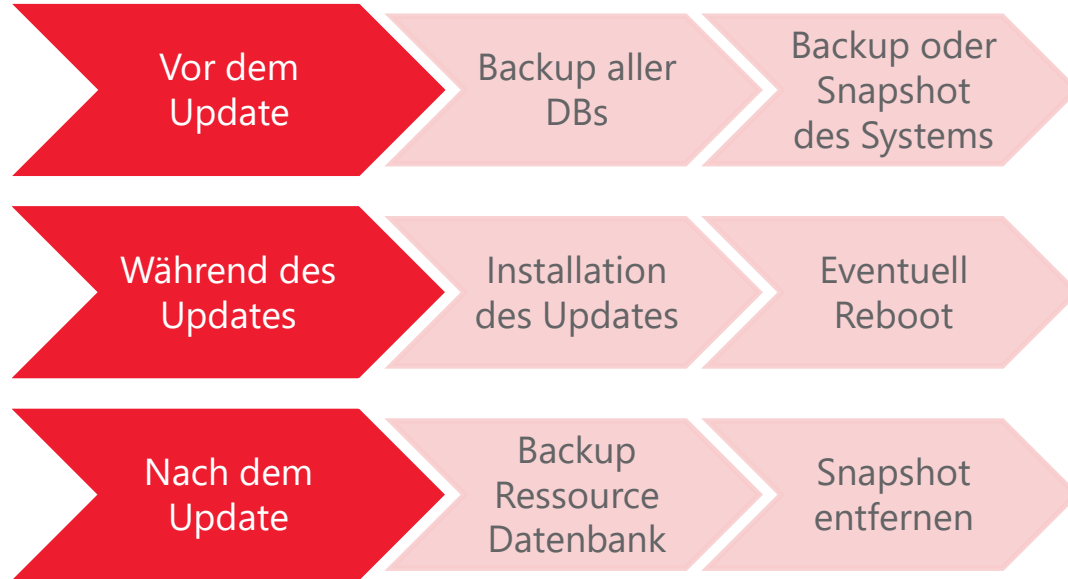 Vor dem
Update
Backup aller
DBs
Backup oder
Snapshot
des Systems
Während des
Updates
Installation
des Updates
Eventuell
Reboot
Nach dem
Update
Backup
Ressource
Datenbank
Snapshot
entfernen